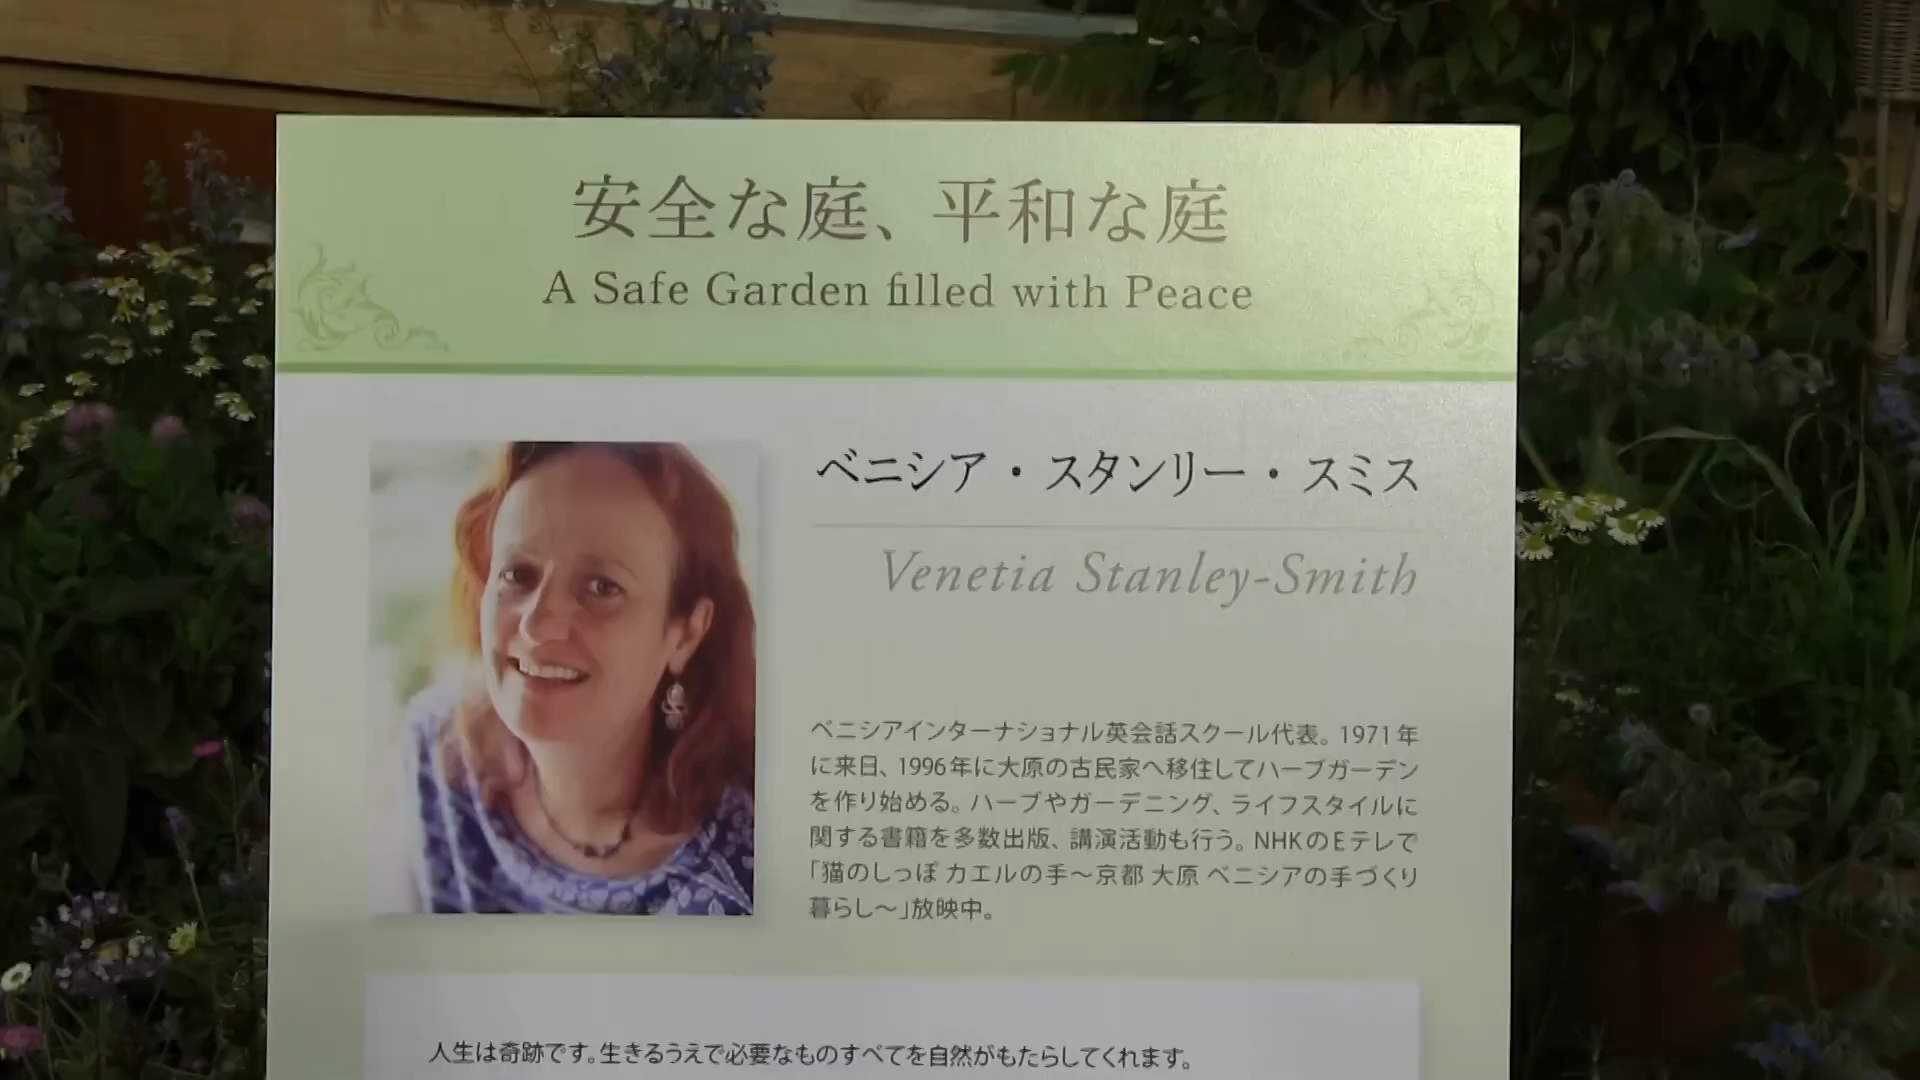 安全な庭、平和な庭
A Safe Garden filled with Peace
ベニシア・スタンリー・スミス
Venetia Stanley-Smith
ベニシアインターナショナル英会話スクール代表。1971年
に来日、1996年に大原の古民家へ移住してハーブガーデン
を作り始める。ハーブやガーデニング、ライフスタイルに
関する書籍を多数出版、講演活動も行う。NHKのEテレで
「猫のしっぽ カエルの手〜京都 大原 ベニシアの手づくり
暮らし〜」放映中。
人生は奇跡です。生きるうえで必要なものすべてを自然がもたらしてくれます。